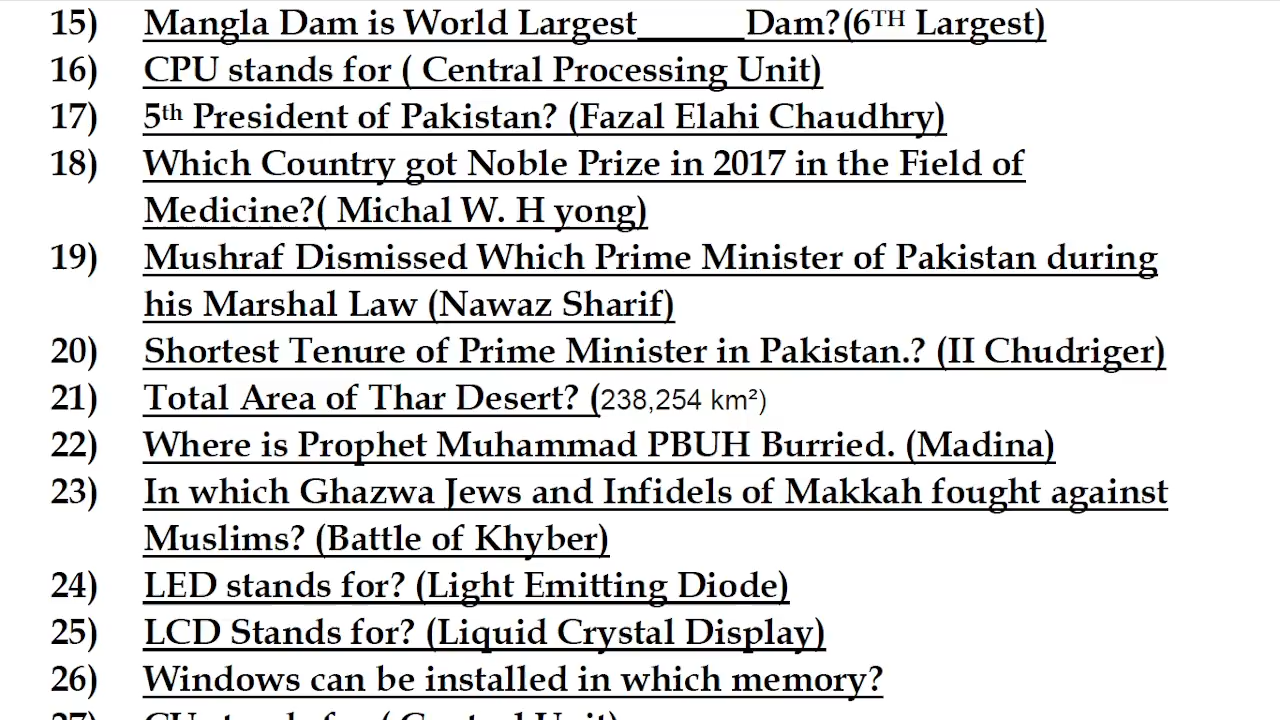 15) Mangla Dam is World Largest______Dam?(6TH Largest)
16) CPU stands for ( Central Processing Unit)
17) 5th President of Pakistan? (Fazal Elahi Chaudhry)
18) Which Country got Noble Prize in 2017 in the Field of
Medicine?( Michal W. H yong)
19) Mushraf Dismissed Which Prime Minister of Pakistan during
his Marshal Law (Nawaz Sharif)
20) Shortest Tenure of Prime Minister in Pakistan.? (II Chudriger)
21) Total Area of Thar Desert? (238,254 km²)
22) Where is Prophet Muhammad PBUH Burried. (Madina)
23) In which Ghazwa Jews and Infidels of Makkah fought against
Muslims? (Battle of Khyber)
24) LED stands for? (Light Emitting Diode)
25) LCD Stands for? (Liquid Crystal Display)
26) Windows can be installed in which memory?
27) CU stands for ( Control Unit)